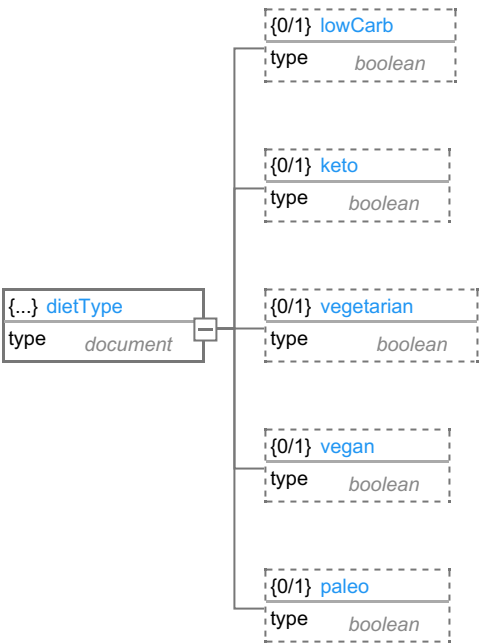 {0/1} lowCarb
type boolean
{0/1} keto
type boolean
{...} dietType
type document
{0/1} vegetarian
type boolean
{0/1} vegan
type boolean
{0/1} paleo
type boolean